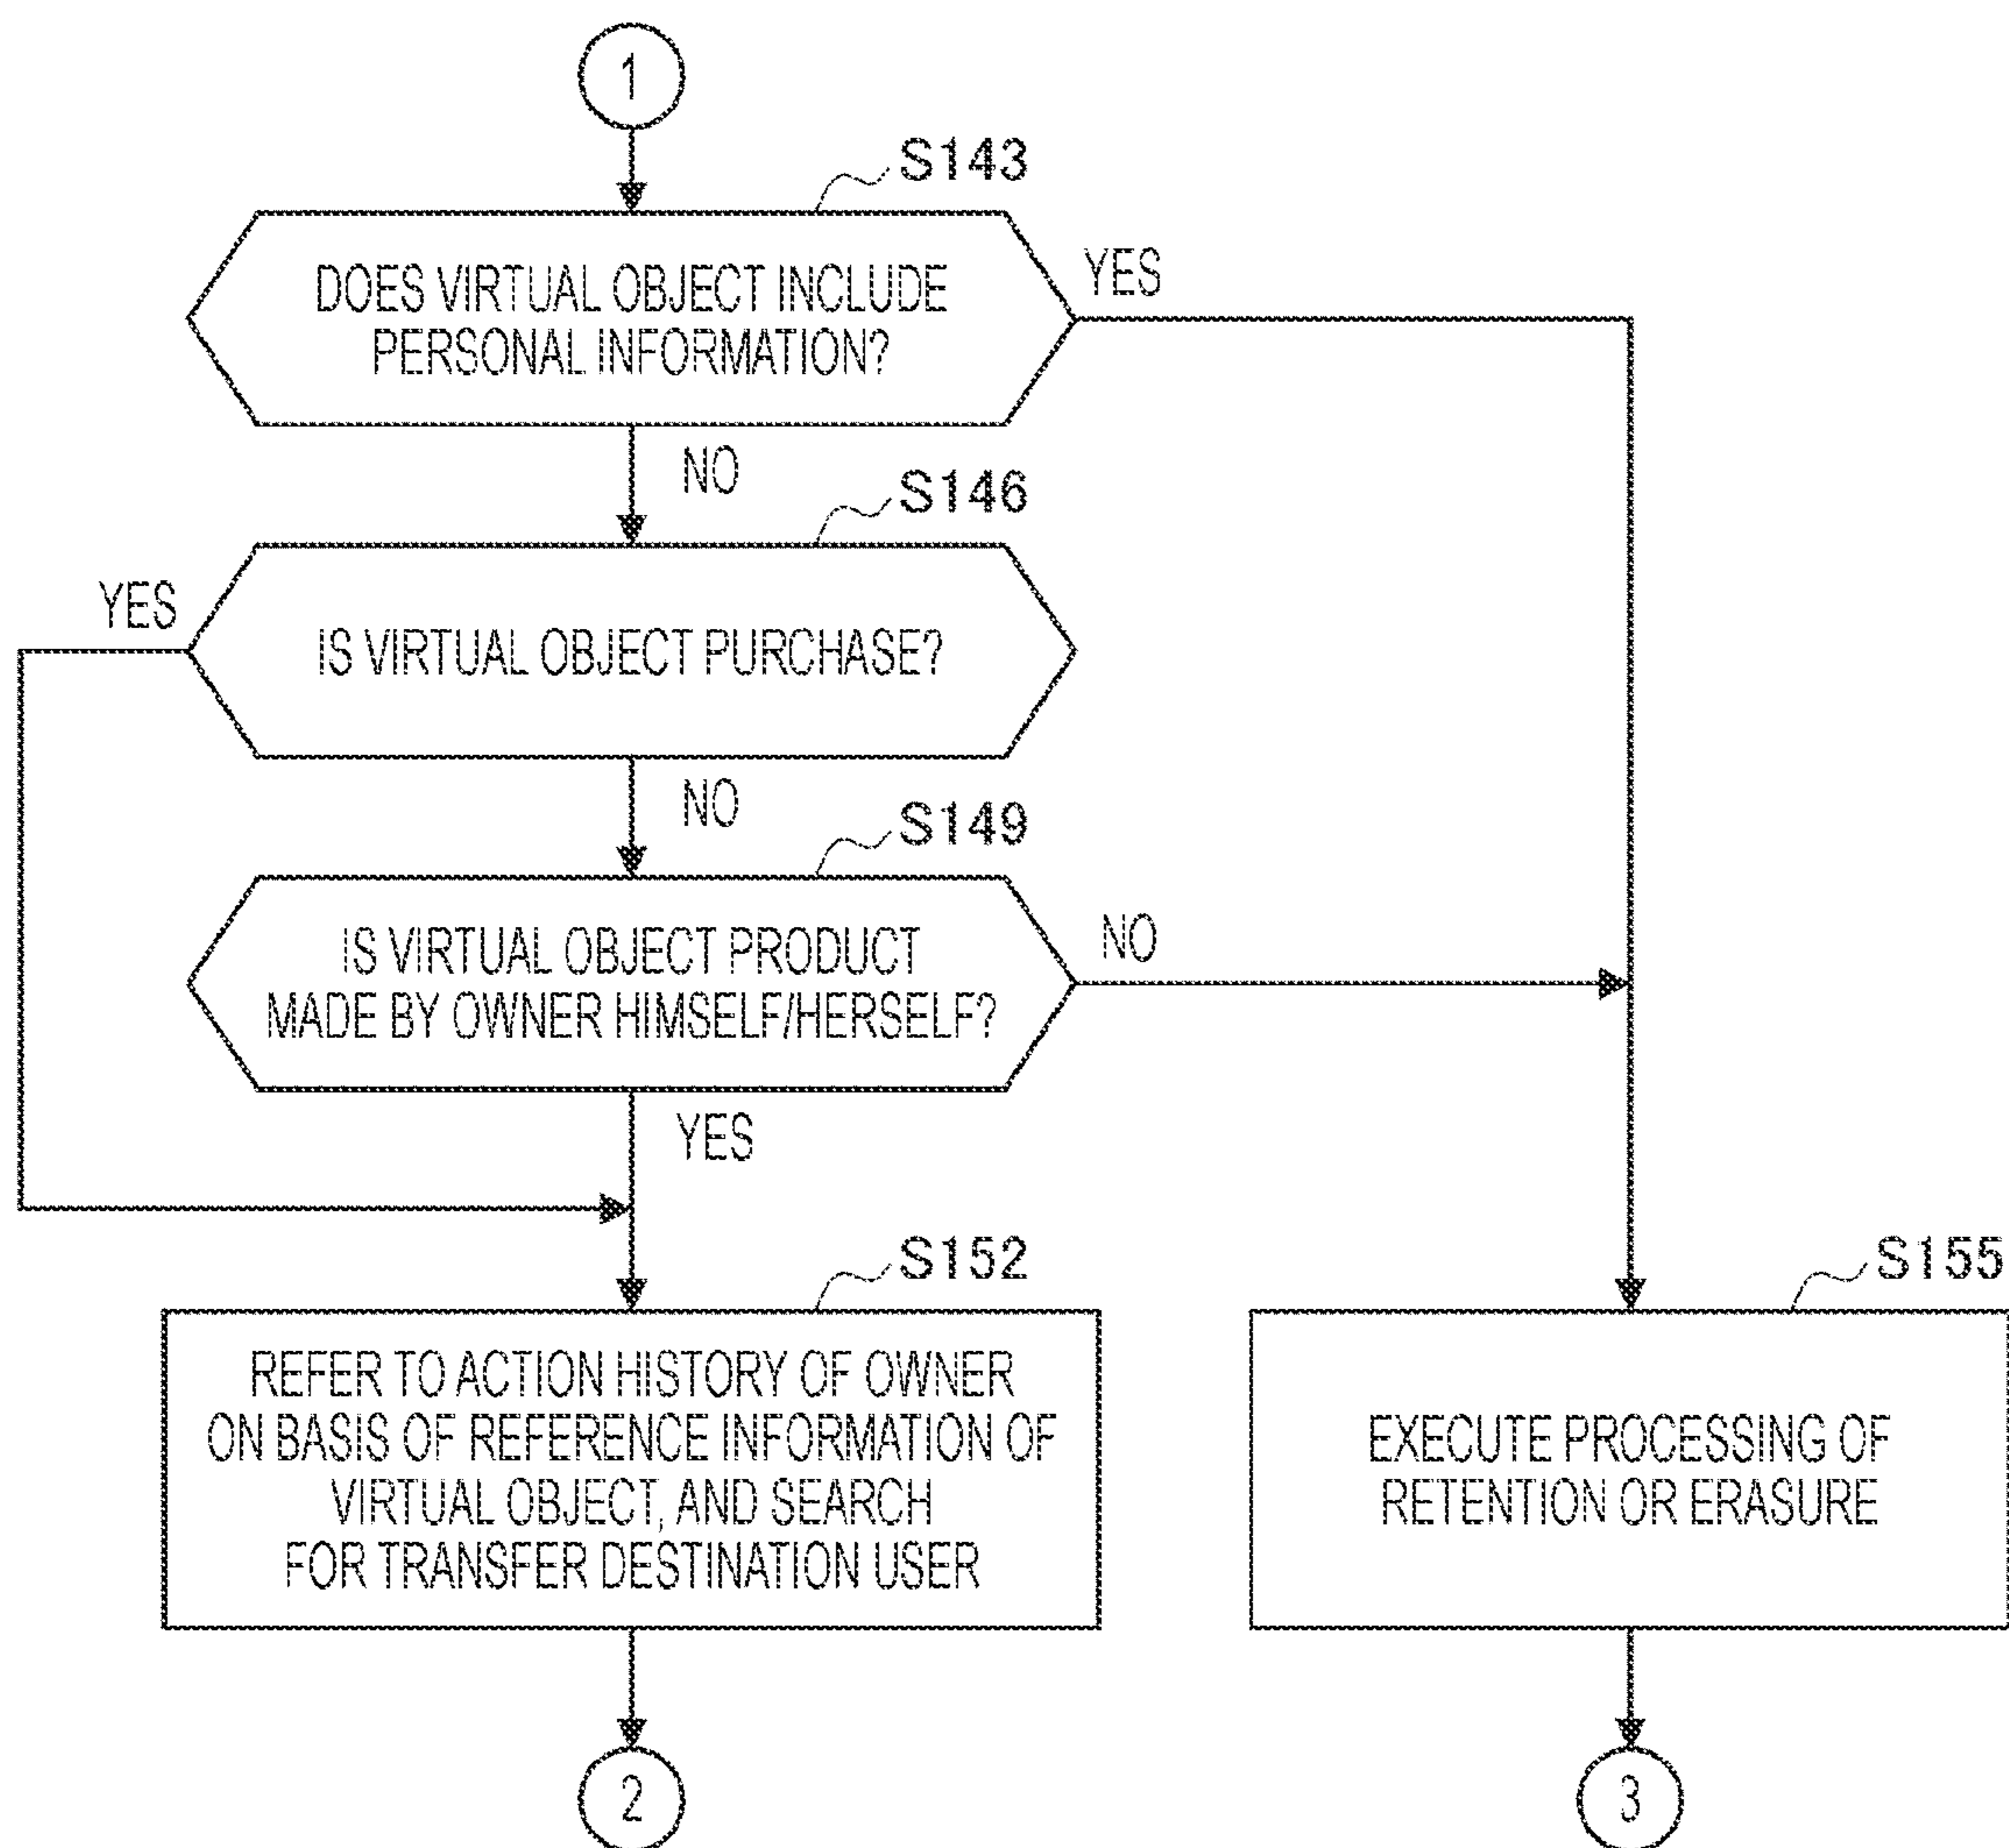 1
S143
DOES VIRTUAL OBJECT INCLUDE
PERSONAL INFORMATION?
YES
NO
S146
YES
IS VIRTUAL OBJECT PURCHASE?
NO
S149
IS VIRTUAL OBJECT PRODUCT
MADE BY OWNER HIMSELF/HERSELF?
NO
YES
S152
REFER TO ACTION HISTORY OF OWNER
ON BASIS OF REFERENCE INFORMATION OF
VIRTUAL OBJECT, AND SEARCH
FOR TRANSFER DESTINATION USER
S155
EXECUTE PROCESSING OF
RETENTION OR ERASURE
2
3